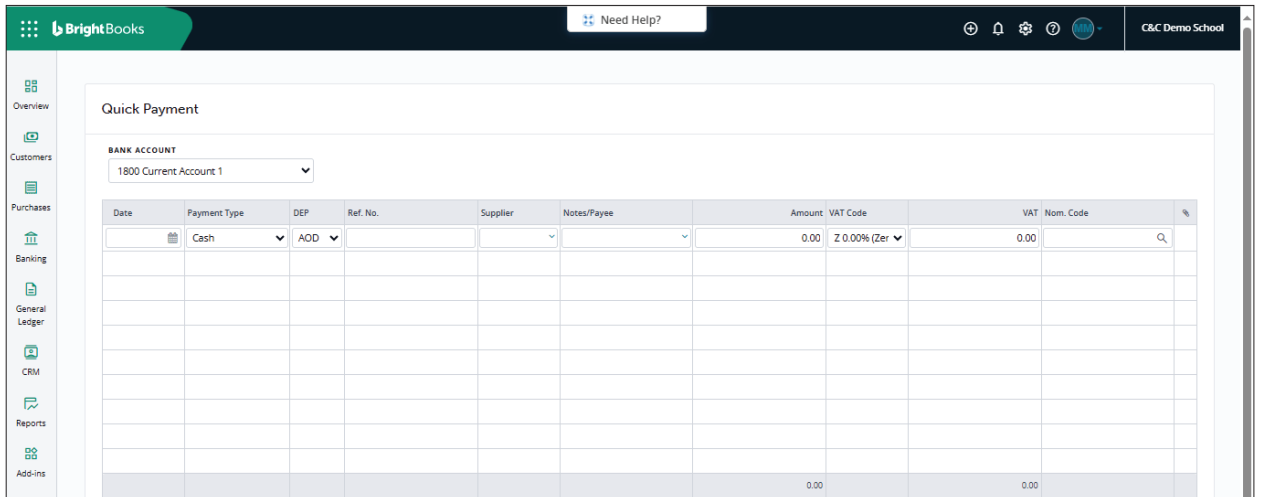 BrightBooks
Need Help?
MM
C&C Demo School
Overview
Customers
Purchases
Banking
General
Ledger
CRM
Reports
Add-ins
Quick Payment
BANK ACCOUNT
1800 Current Account 1
Date Payment Type DEP Ref. No. Supplier Notes/Payee Amount VAT Code VAT Nom. Code
Cash AOD 0.00 Z 0.00% (Zer 0.00
0.00 0.00